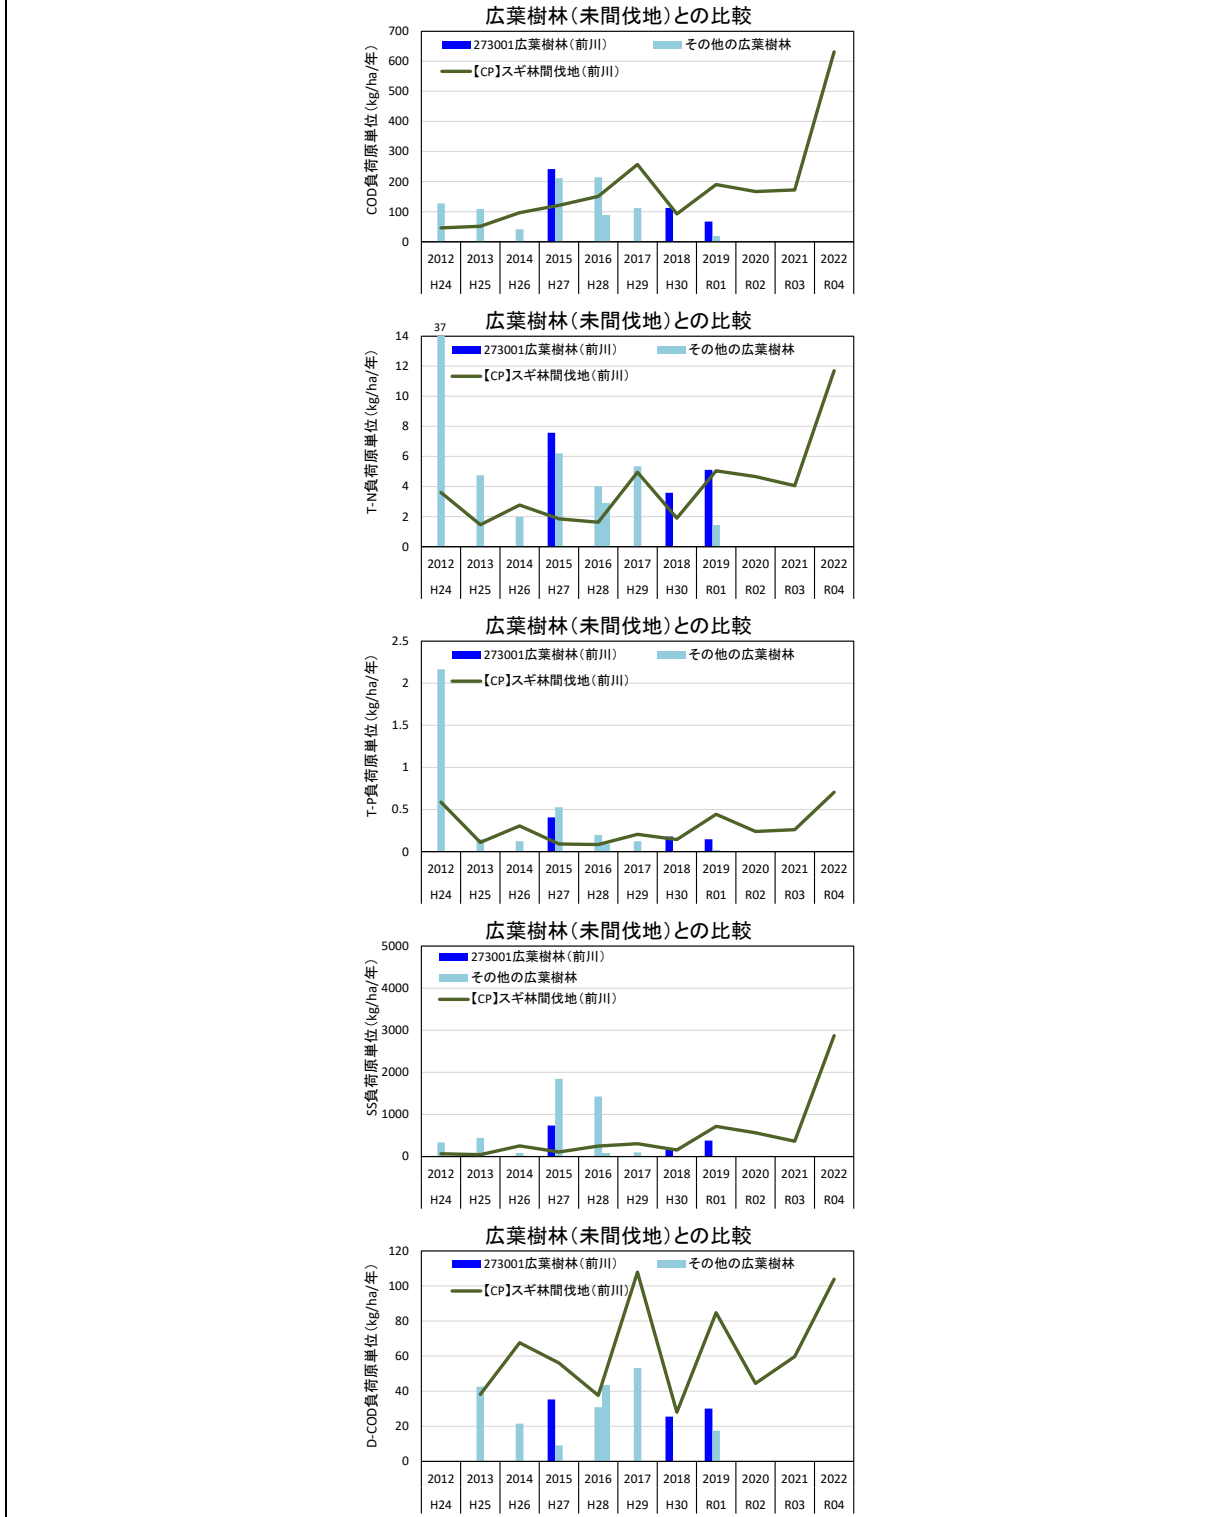 広葉樹林(未間伐地)との比較
COD負荷原単位(kg/ha/年)
273001広葉樹林(前川)
その他の広葉樹林
【CP】スギ林間伐地(前川)
700
600
500
400
300
200
100
0
2012 2013 2014 2015 2016 2017 2018 2019 2020 2021 2022
H24 H25 H26 H27 H28 H29 H30 R01 R02 R03 R04
広葉樹林(未間伐地)との比較
T-N負荷原単位(kg/ha/年)
37
273001広葉樹林(前川)
その他の広葉樹林
【CP】スギ林間伐地(前川)
14
12
10
8
6
4
2
0
2012 2013 2014 2015 2016 2017 2018 2019 2020 2021 2022
H24 H25 H26 H27 H28 H29 H30 R01 R02 R03 R04
広葉樹林(未間伐地)との比較
T-P負荷原単位(kg/ha/年)
273001広葉樹林(前川)
その他の広葉樹林
【CP】スギ林間伐地(前川)
2.5
2
1.5
1
0.5
0
2012 2013 2014 2015 2016 2017 2018 2019 2020 2021 2022
H24 H25 H26 H27 H28 H29 H30 R01 R02 R03 R04
広葉樹林(未間伐地)との比較
SS負荷原単位(kg/ha/年)
273001広葉樹林(前川)
その他の広葉樹林
【CP】スギ林間伐地(前川)
5000
4000
3000
2000
1000
0
2012 2013 2014 2015 2016 2017 2018 2019 2020 2021 2022
H24 H25 H26 H27 H28 H29 H30 R01 R02 R03 R04
広葉樹林(未間伐地)との比較
D-COD負荷原単位(kg/ha/年)
273001広葉樹林(前川)
その他の広葉樹林
【CP】スギ林間伐地(前川)
120
100
80
60
40
20
0
2012 2013 2014 2015 2016 2017 2018 2019 2020 2021 2022
H24 H25 H26 H27 H28 H29 H30 R01 R02 R03 R04